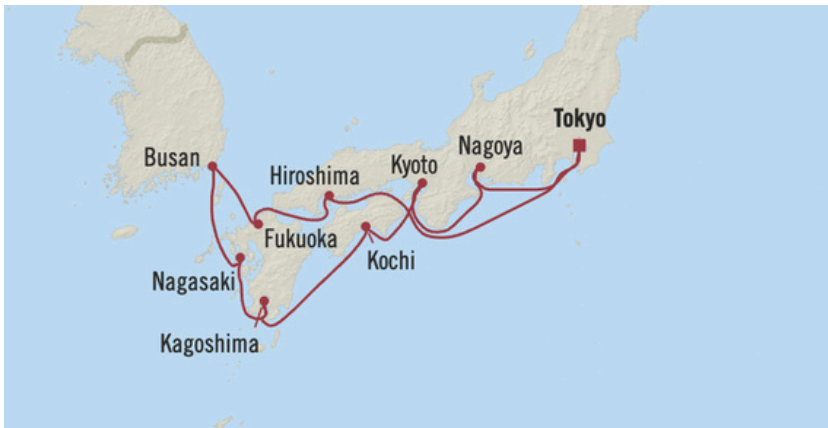 Tokyo
Nagoya
Kyoto
Busan
Hiroshima
Fukuoka
Kochi
Nagasaki
Kagoshima